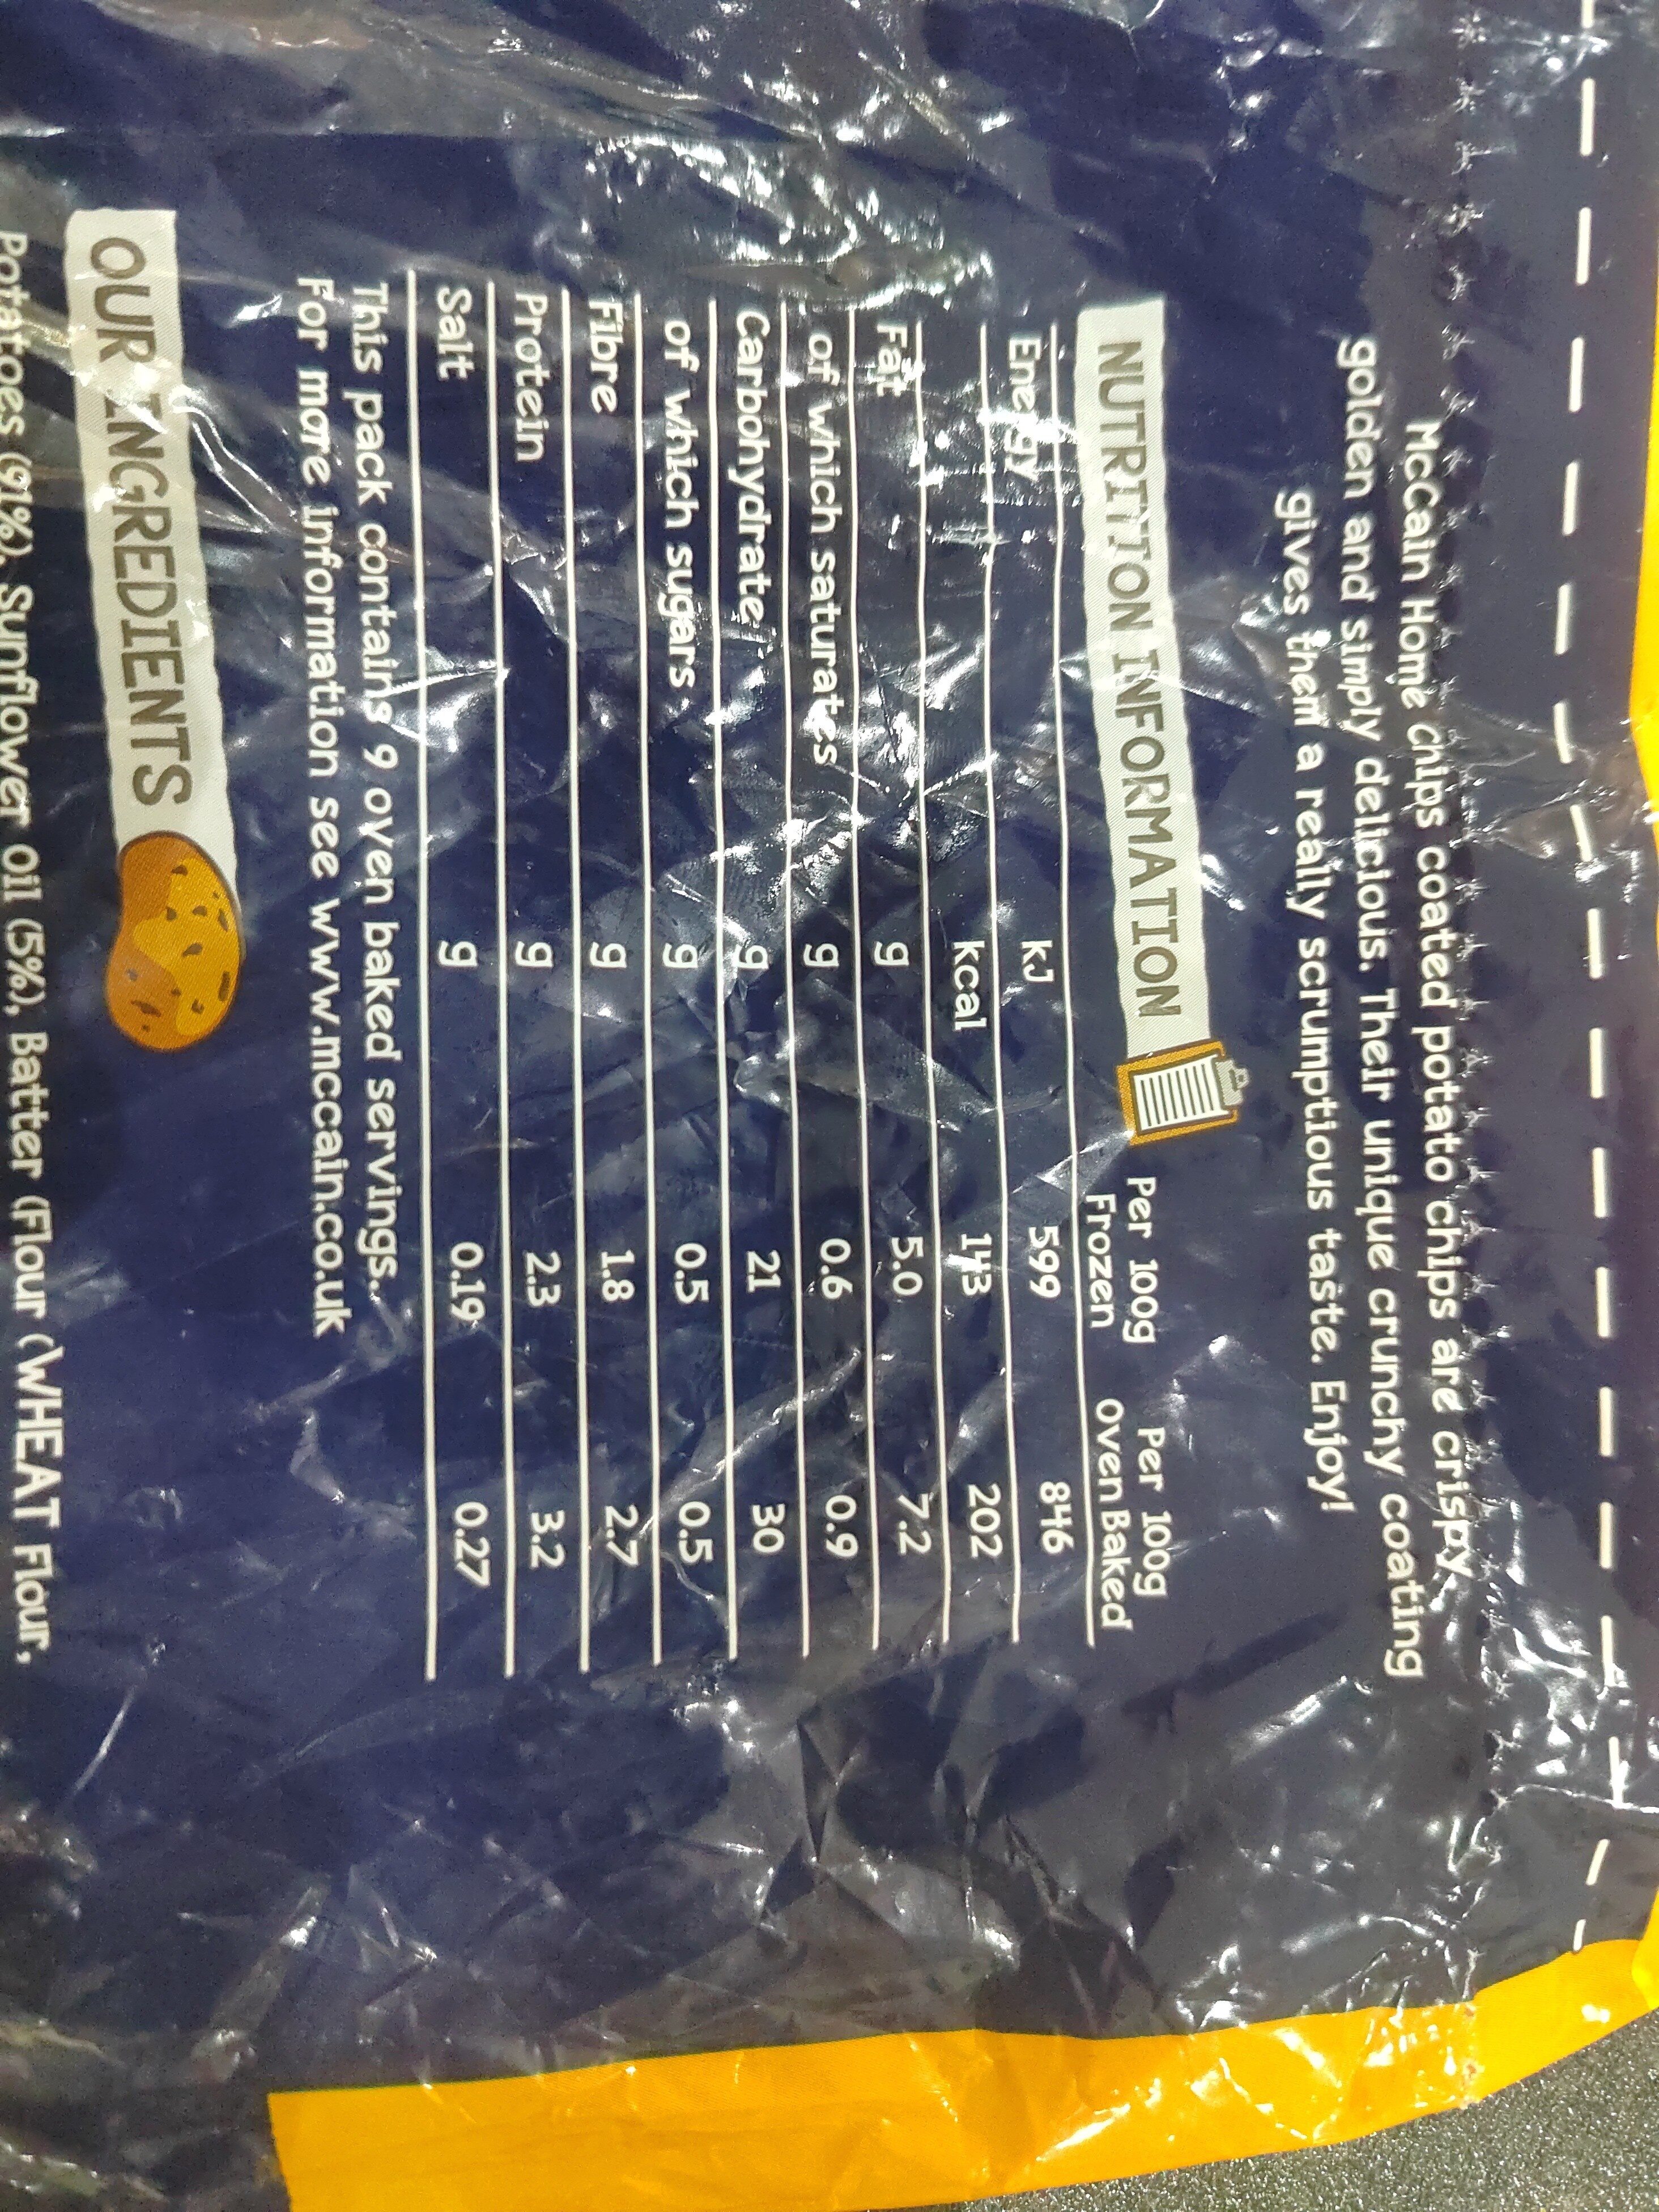 McCain Home chips coated potato chips are crispy,
golden and simply delicious. Their unique crunchy coating
gives them a really scrumptious taste. Enjoy!
NUTRITION INFORMATION Per 100g Frozen Per 100g Oven Baked
Energy kJ 599 846
kcal 143 202
Fat g 5.0 7.2
of which saturates g 0.6 0.9
Carbohydrate g 21 30
of which sugars g 0.5 0.5
Fibre g 1.8 2.7
Protein g 2.3 3.2
Salt g 0.19 0.27
This pack contains 9 oven baked servings.
For more information see www.mccain.co.uk
OUR INGREDIENTS
Potatoes (91%), Sunflower Oil (5%), Batter (Flour (WHEAT Flour,